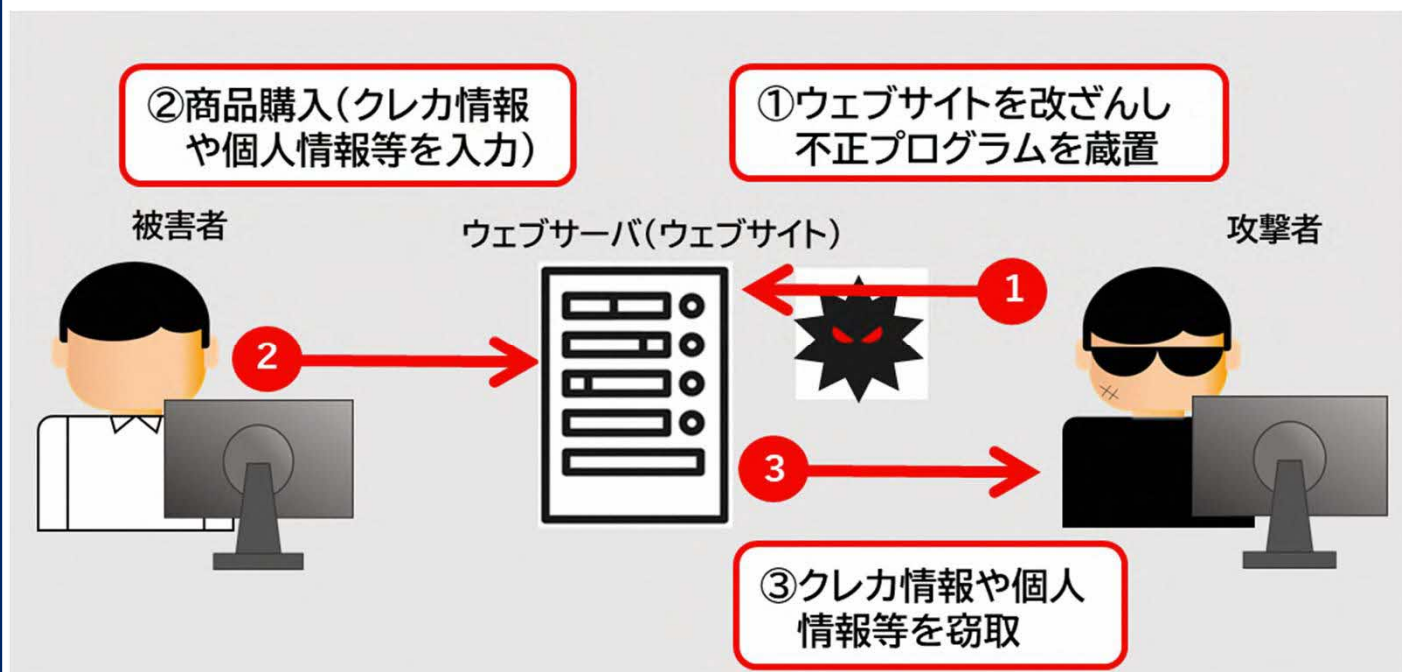 ②商品購入(クレカ情報
や個人情報等を入力)
①ウェブサイトを改ざんし
不正プログラムを蔵置
被害者
ウェブサーバ(ウェブサイト)
攻撃者
1
2
3
③クレカ情報や個人
情報等を窃取